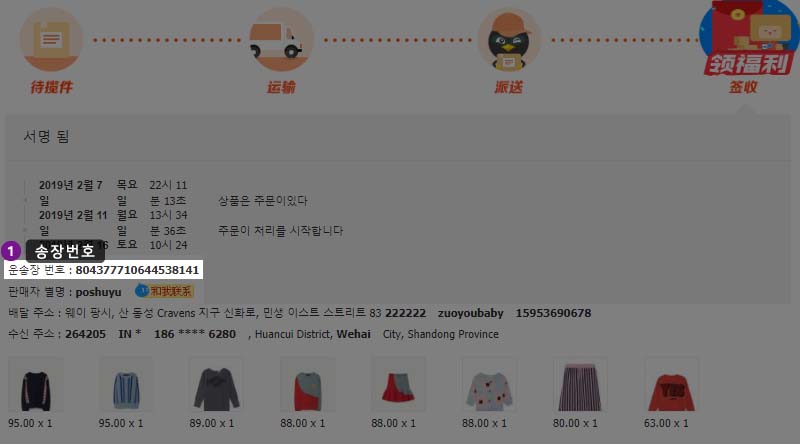 待揽件 运输 派送 领福利 签收
서명 됨
2019년 2월 7 목요 22시 11
일 일 분 13초 상품은 주문이있다
2019년 2월 11 월요 13시 34
일 일 분 36초 주문이 처리를 시작합니다
16 토요 10시 24
1 송장번호
운송장 번호 : 804377710644538141
판매자 별명 : poshuyu 和我联系
배달 주소 : 웨이 팡시, 산 동성 Cravens 지구 신화로, 민생 이스트 스트리트 83 222222 zuoyoubaby 15953690678
수신 주소 : 264205 IN * 186 **** 6280 , Huancui District, Wehai City, Shandong Province
95.00 x 1 95.00 x 1 89.00 x 1 88.00 x 1 88.00 x 1 88.00 x 1 80.00 x 1 63.00 x 1